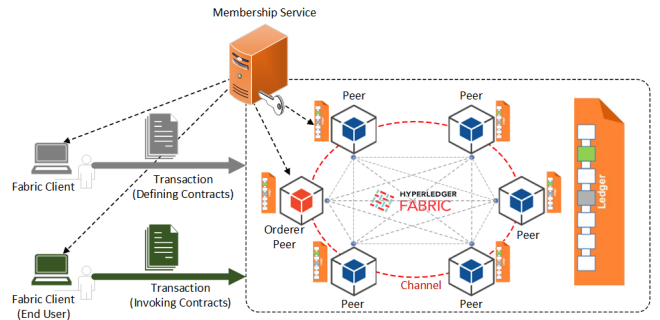 Membership Service
Peer
Peer
Fabric Client
Transaction
(Defining Contracts)
HYPERLEDGER
FABRIC
Ledger
Orderer
Peer
Peer
Fabric Client
(End User)
Transaction
(Invoking Contracts)
Peer
Channel
Peer